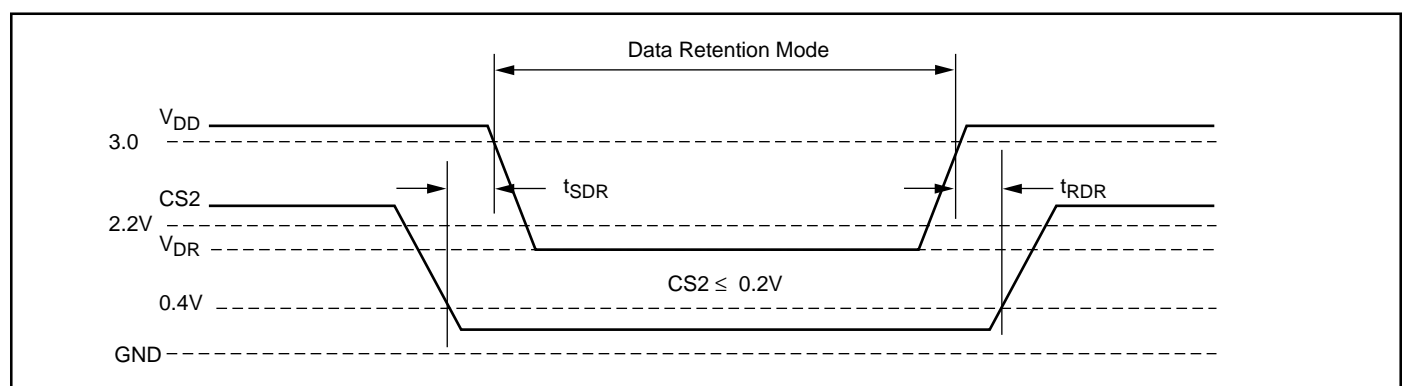 Data Retention Mode
VDD
3.0
tSDR
tRDR
CS2
2.2V
VDR
CS2 ≤ 0.2V
0.4V
GND